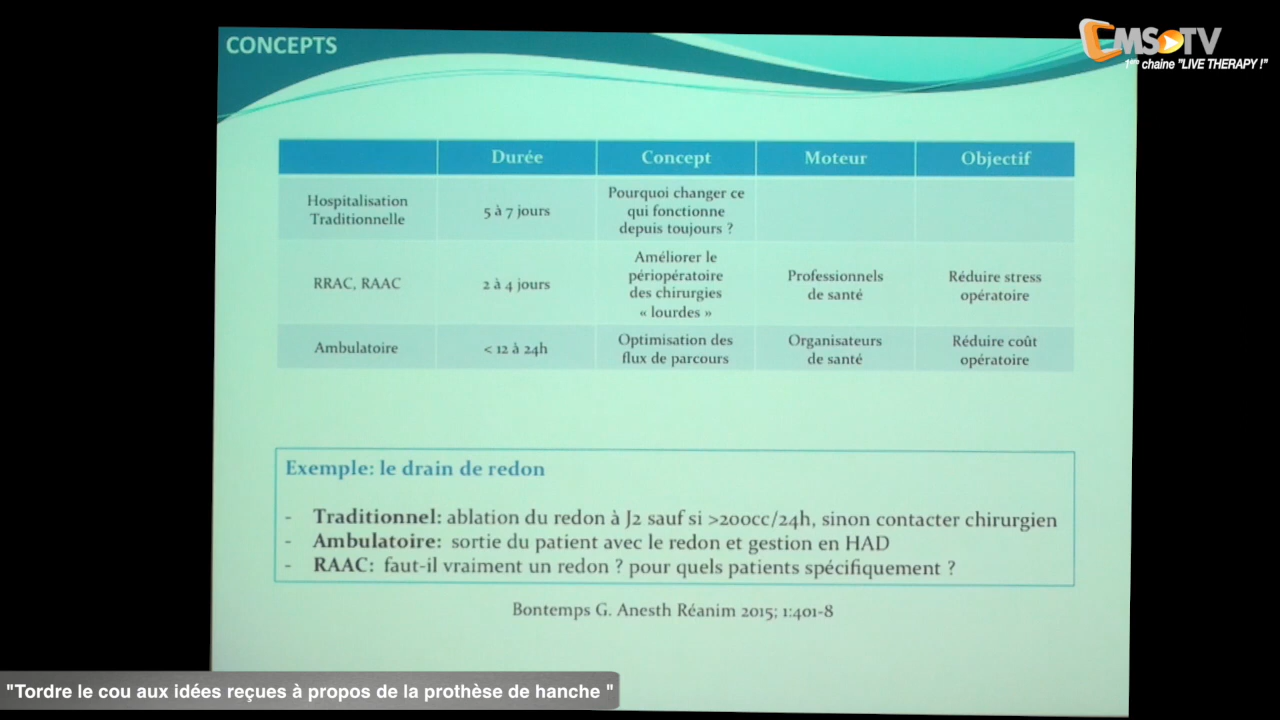 CONCEPTS
CMSTV
1ère chaine "LIVE THERAPY !"
Durée Concept Moteur Objectif
Hospitalisation
Traditionnelle
5 à 7 jours
Pourquoi changer ce
qui fonctionne
depuis toujours ?
RRAC, RAAC
2 à 4 jours
Améliorer le
périopératoire
des chirurgies
« lourdes »
Professionnels
de santé
Réduire stress
opératoire
Ambulatoire
< 12 à 24h
Optimisation des
flux de parcours
Organisateurs
de santé
Réduire coût
opératoire
Exemple: le drain de redon
- Traditionnel: ablation du redon à J2 sauf si >200cc/24h, sinon contacter chirurgien
- Ambulatoire: sortie du patient avec le redon et gestion en HAD
- RAAC: faut-il vraiment un redon ? pour quels patients spécifiquement ?
Bontemps G. Anesth Réanim 2015; 1:401-8
"Tordre le cou aux idées reçues à propos de la prothèse de hanche "